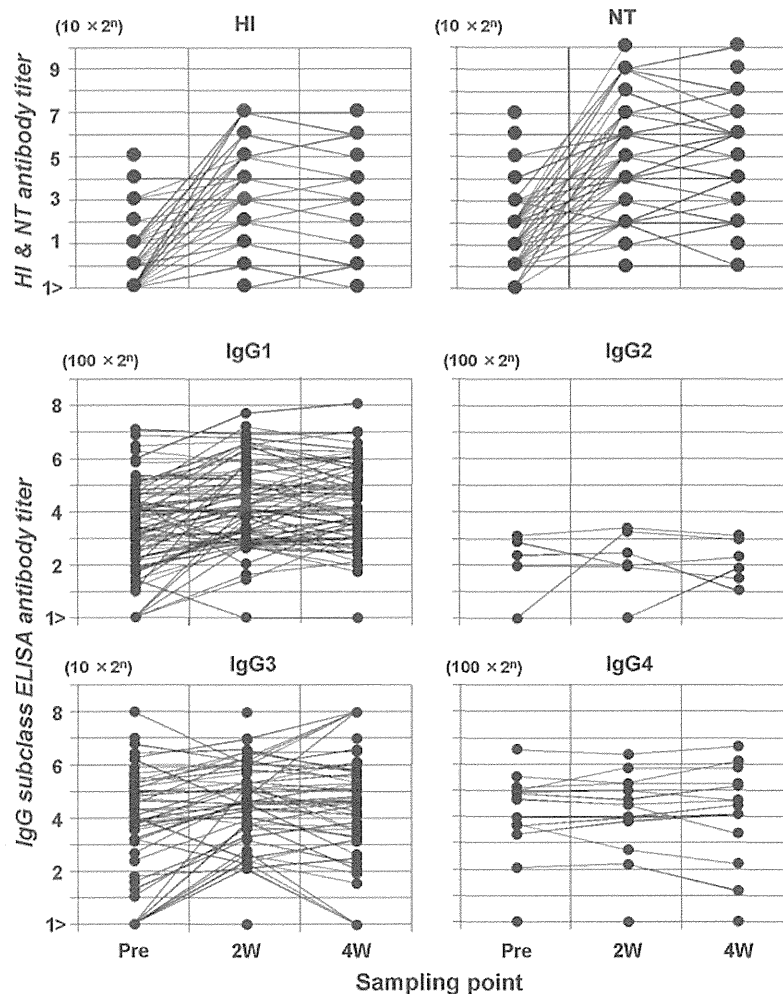 (10 × 2ⁿ) HI (10 × 2ⁿ) NT
HI & NT antibody titer
9
7
5
3
1
1>
(100 × 2ⁿ) IgG1 (100 × 2ⁿ) IgG2
IgG subclass ELISA antibody titer
8
6
4
2
1>
(10 × 2ⁿ) IgG3 (100 × 2ⁿ) IgG4
8
6
4
2
1>
Pre 2W 4W Pre 2W 4W
Sampling point